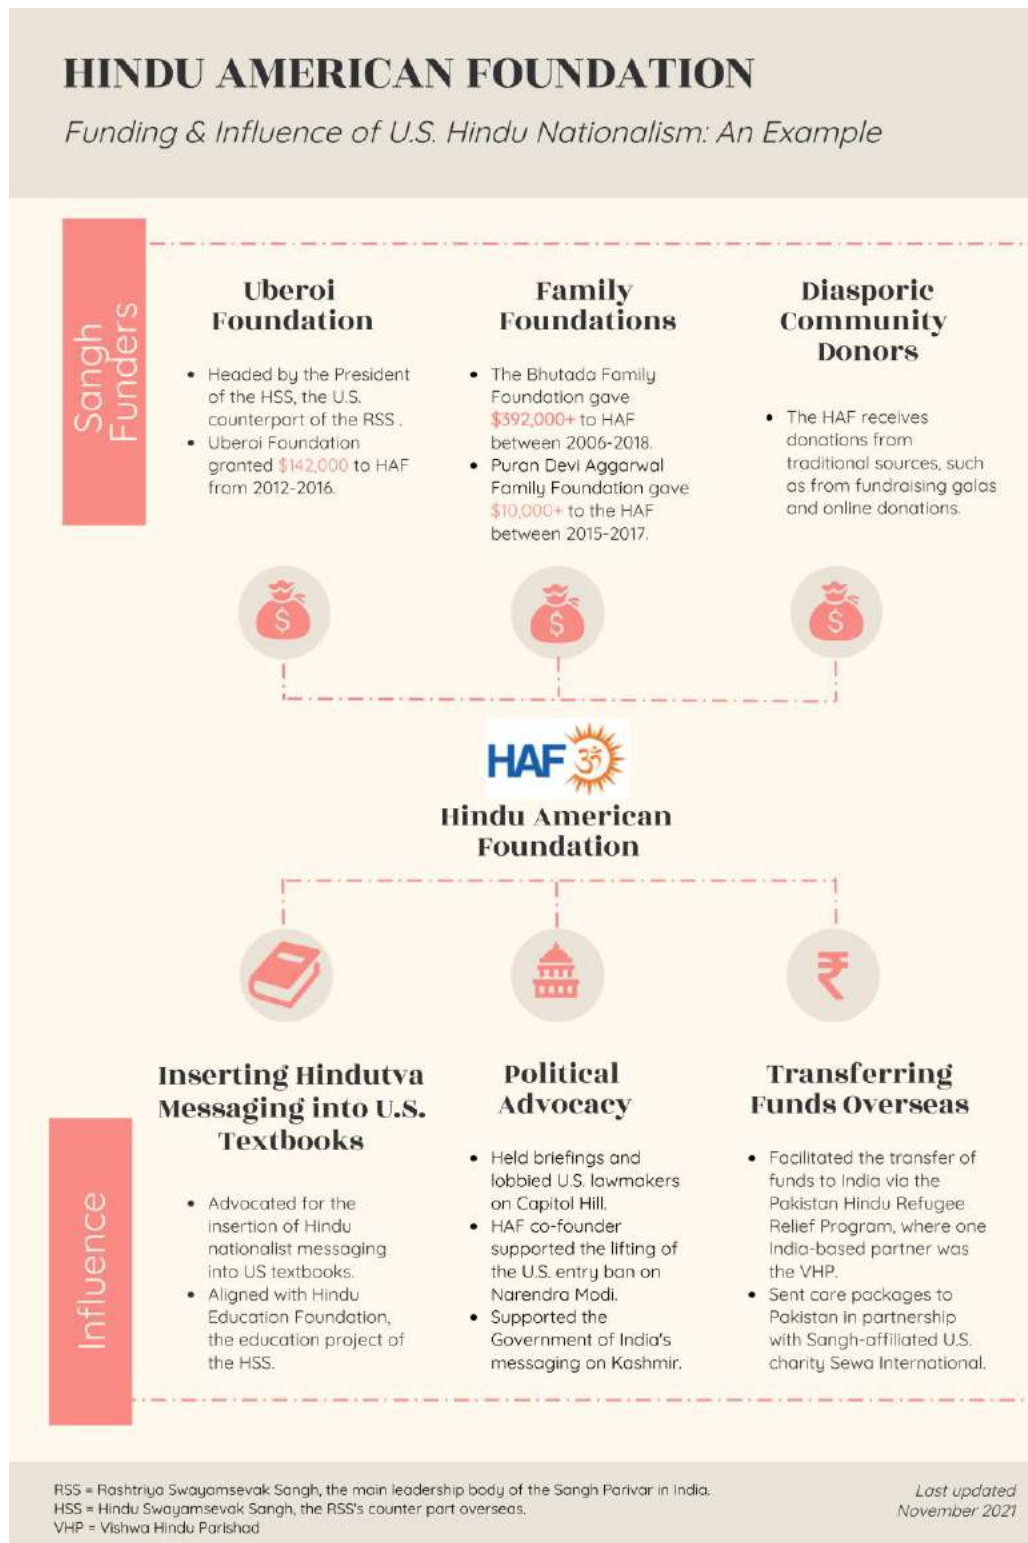 HINDU AMERICAN FOUNDATION
Funding & Influence of U.S. Hindu Nationalism: An Example
Sangh
Funders
Uberoi
Foundation
• Headed by the President
of the HSS, the U.S.
counterpart of the RSS .
• Uberoi Foundation
granted $142,000 to HAF
from 2012-2016.
Family
Foundations
• The Bhutada Family
Foundation gave
$392,000+ to HAF
between 2006-2018.
• Puran Devi Aggarwal
Family Foundation gave
$10,000+ to the HAF
between 2015-2017.
Diasporic
Community
Donors
• The HAF receives
donations from
traditional sources, such
as from fundraising galas
and online donations.
$
$
$
HAF ॐ
Hindu American
Foundation
₹
Influence
Inserting Hindutva
Messaging into U.S.
Textbooks
• Advocated for the
insertion of Hindu
nationalist messaging
into US textbooks.
• Aligned with Hindu
Education Foundation,
the education project of
the HSS.
Political
Advocacy
• Held briefings and
lobbied U.S. lawmakers
on Capitol Hill.
• HAF co-founder
supported the lifting of
the U.S. entry ban on
Narendra Modi.
• Supported the
Government of India's
messaging on Kashmir.
Transferring
Funds Overseas
• Facilitated the transfer of
funds to India via the
Pakistan Hindu Refugee
Relief Program, where one
India-based partner was
the VHP.
• Sent care packages to
Pakistan in partnership
with Sangh-affiliated U.S.
charity Sewa International.
RSS = Rashtriya Swayamsevak Sangh, the main leadership body of the Sangh Parivar in India.
HSS = Hindu Swayamsevak Sangh, the RSS's counter part overseas.
VHP = Vishwa Hindu Parishad
Last updated
November 2021